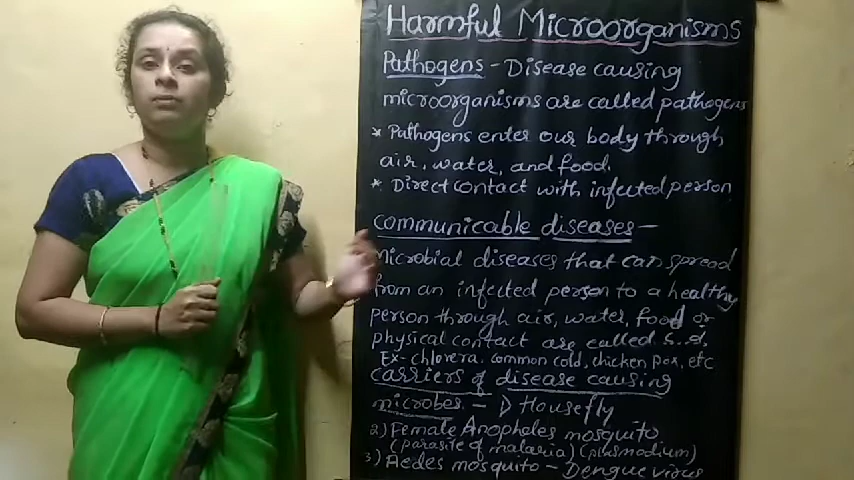 Harmful Microorganisms
Pathogens - Disease causing
microorganisms are called pathogens
* Pathogens enter our body through
air, water, and food.
* Direct contact with infected person
communicable diseases -
Microbial diseases that can spread
from an infected person to a healthy
person through air, water, food or
physical contact are called
Ex- chlorera. common cold, chicken pox, etc
carriers of disease causing
microbes - 1) Housefly
2) Female Anopheles mosquito
(parasite of malaria) (plasmodium)
3) Aedes mosquito - Dengue virus